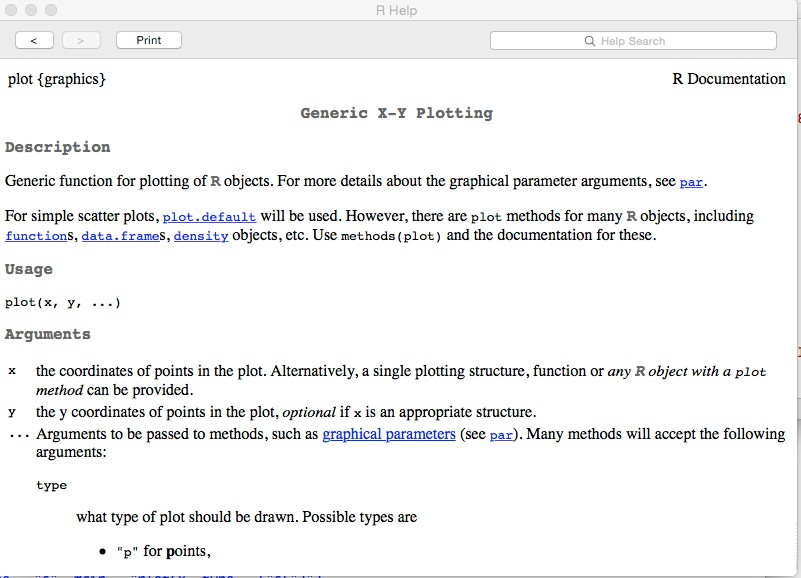 R Help
< > Print Help Search
plot {graphics} R Documentation
Generic X-Y Plotting
Description
Generic function for plotting of R objects. For more details about the graphical parameter arguments, see par.
For simple scatter plots, plot.default will be used. However, there are plot methods for many R objects, including
functions, data.frames, density objects, etc. Use methods(plot) and the documentation for these.
Usage
plot(x, y, ...)
Arguments
x the coordinates of points in the plot. Alternatively, a single plotting structure, function or any R object with a plot
method can be provided.
y the y coordinates of points in the plot, optional if x is an appropriate structure.
... Arguments to be passed to methods, such as graphical parameters (see par). Many methods will accept the following
arguments:
type
what type of plot should be drawn. Possible types are
• "p" for points,